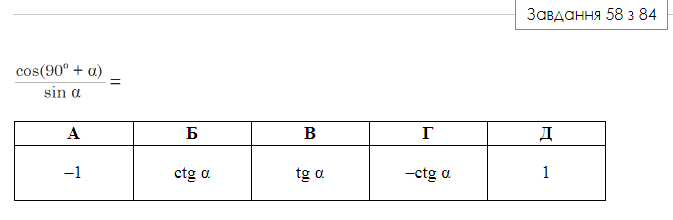 Завдання 58 з 84
cos(90° + α)
sin α
=
А Б В Г Д
–1 ctg α tg α –ctg α 1